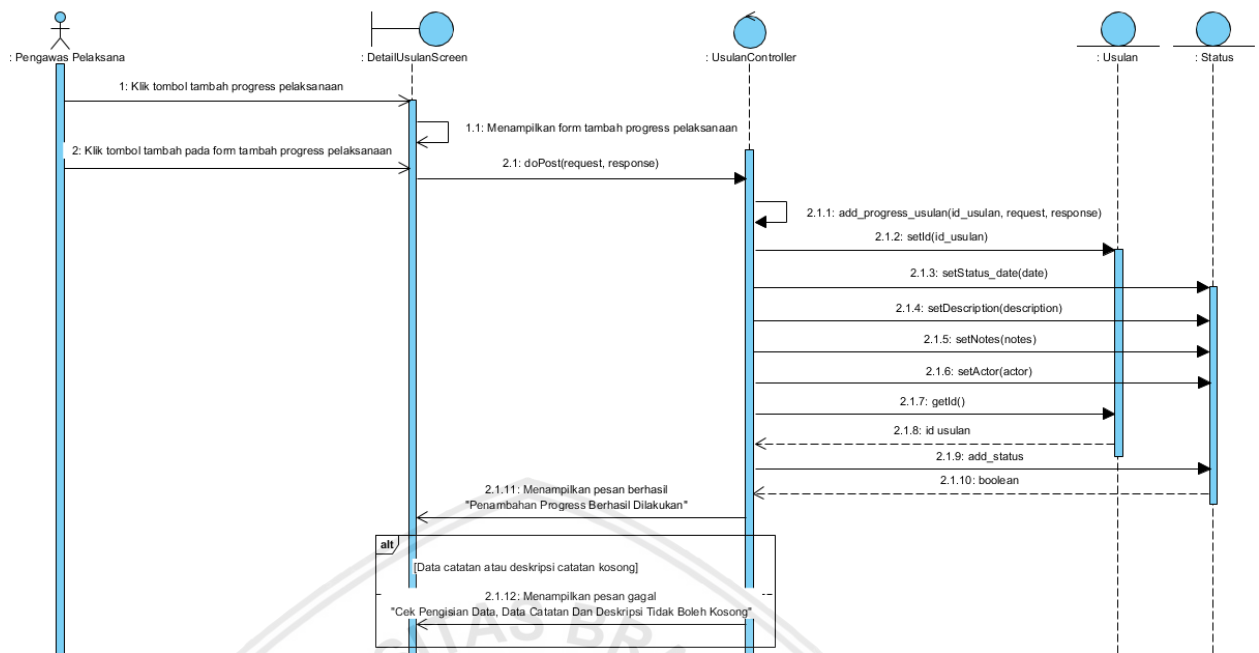 : Pengawas Pelaksana
: DetailUsulanScreen
: UsulanController
: Usulan
: Status
1: Klik tombol tambah progress pelaksanaan
1.1: Menampilkan form tambah progress pelaksanaan
2: Klik tombol tambah pada form tambah progress pelaksanaan
2.1: doPost(request, response)
2.1.1: add_progress_usulan(id_usulan, request, response)
2.1.2: setId(id_usulan)
2.1.3: setStatus_date(date)
2.1.4: setDescription(description)
2.1.5: setNotes(notes)
2.1.6: setActor(actor)
2.1.7: getId()
2.1.8: id usulan
2.1.9: add_status
2.1.10: boolean
2.1.11: Menampilkan pesan berhasil
"Penambahan Progress Berhasil Dilakukan"
alt
[Data catatan atau deskripsi catatan kosong]
2.1.12: Menampilkan pesan gagal
"Cek Pengisian Data, Data Catatan Dan Deskripsi Tidak Boleh Kosong"